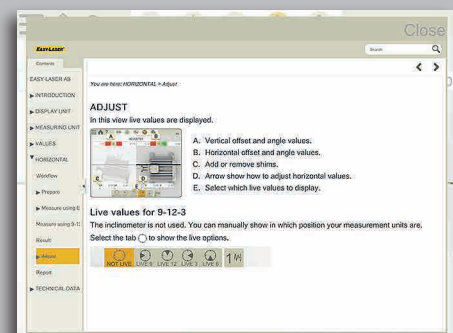 Close
EASY-LASER
Search
Contents
You are here: HORIZONTAL > Adjust
EASY-LASER AB
INTRODUCTION
DISPLAY UNIT
MEASURING UNIT
VALUES
HORIZONTAL
Workflow
Prepare
Measure using E
Measure using 9-1
Result
Adjust
Report
TECHNICAL DATA
ADJUST
In this view live values are displayed.
A. Vertical offset and angle values.
B. Horizontal offset and angle values.
C. Add or remove shims.
D. Arrow show how to adjust horizontal values.
E. Select which live values to display.
Live values for 9-12-3
The inclinometer is not used. You can manually show in which position your measurement units are.
Select the tab to show the live options.
NOT LIVE LIVE 9 LIVE 12 LIVE 3 LIVE 6